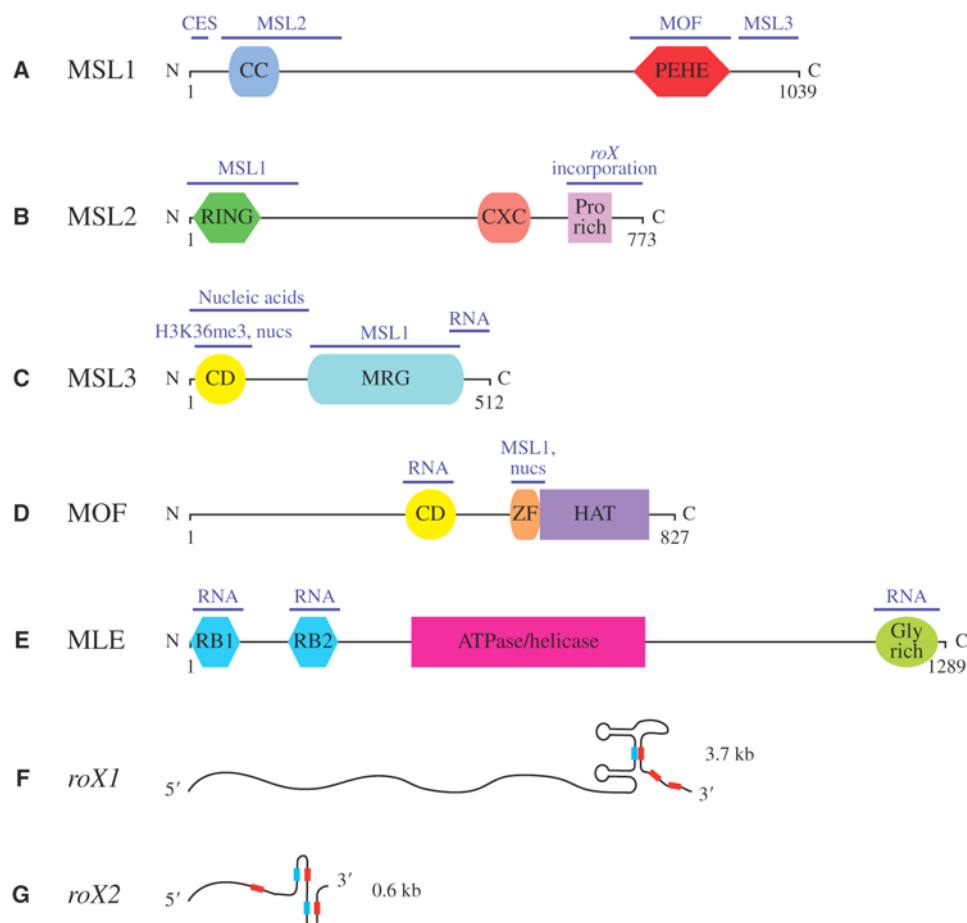 CES MSL2 MOF MSL3
A MSL1 N CC PEHE C
1 1039
roX
MSL1 incorporation
B MSL2 N RING CXC Pro rich C
1 773
Nucleic acids
RNA
H3K36me3, nucs MSL1
C MSL3 N CD MRG C
1 512
MSL1,
RNA nucs
D MOF N CD ZF HAT C
1 827
RNA RNA RNA
E MLE N RB1 RB2 ATPase/helicase Gly rich C
1 1289
3.7 kb
F roX1 5′ 3′
3′ 0.6 kb
G roX2 5′